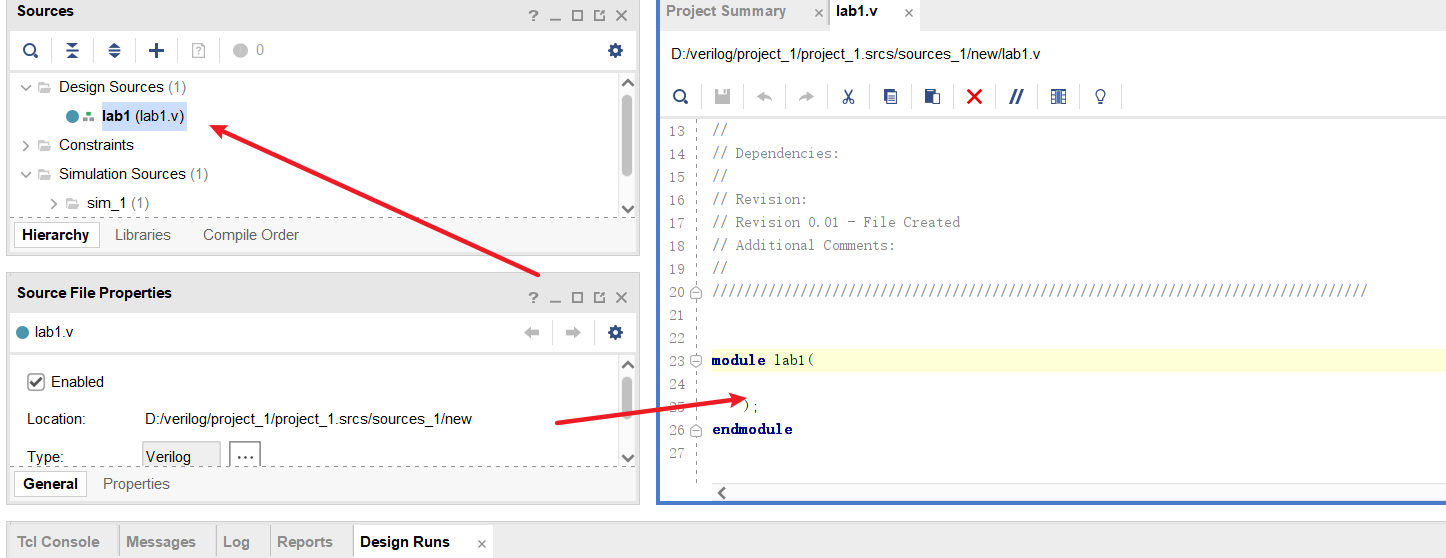 Sources
? _
0
Design Sources (1)
lab1 (lab1.v)
Constraints
Simulation Sources (1)
sim_1 (1)
Hierarchy Libraries Compile Order
Source File Properties
? _
lab1.v
Enabled
Location: D:/verilog/project_1/project_1.srcs/sources_1/new
Type: Verilog ...
General Properties
Project Summary × lab1.v ×
D:/verilog/project_1/project_1.srcs/sources_1/new/lab1.v
13 //
14 // Dependencies:
15 //
16 // Revision:
17 // Revision 0.01 - File Created
18 // Additional Comments:
19 //
20 //////////////////////////////////////////////////////////////////////////////////
21
22
23 module lab1(
24
25 );
26 endmodule
27
Tcl Console Messages Log Reports Design Runs ×